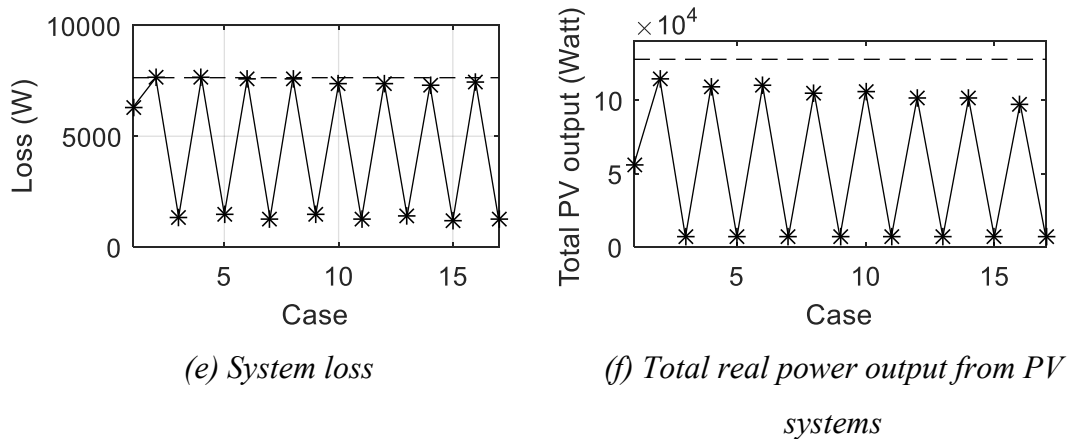 10000
5000
0
Loss (W)
5
10
15
Case
(e) System loss
× 10⁴
10
5
0
Total PV output (Watt)
5
10
15
Case
(f) Total real power output from PV
systems